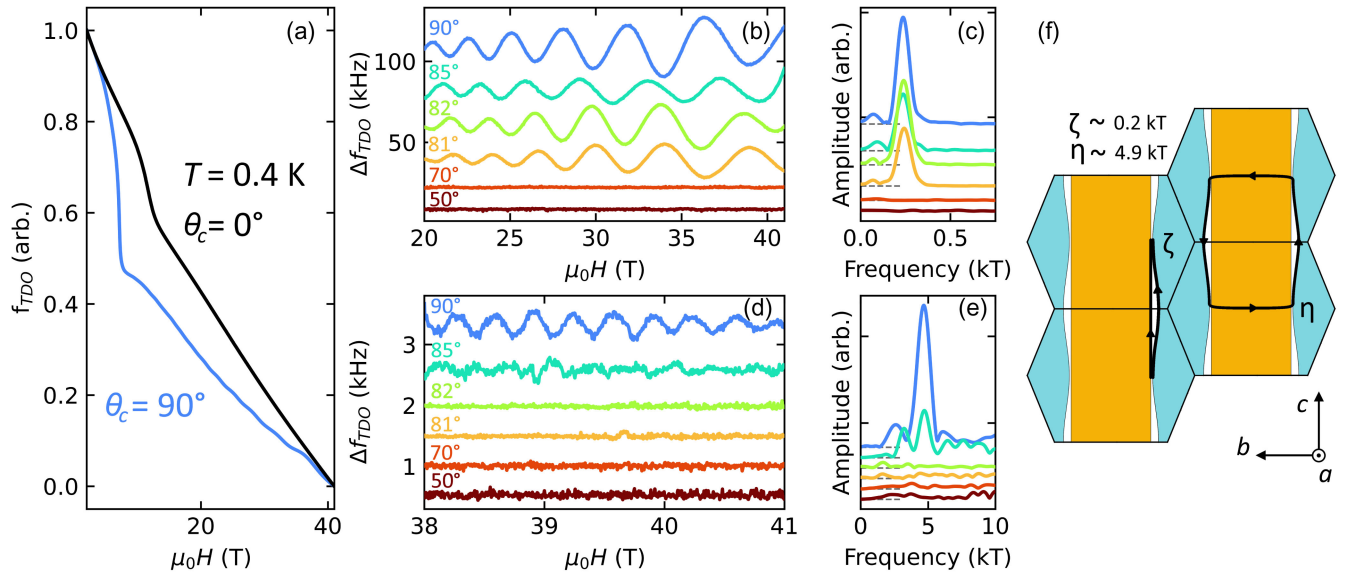 (a)
1.0
0.8
0.6
0.4
0.2
0.0
f_TDO (arb.)
T = 0.4 K
θ_c = 0°
θ_c = 90°
20
40
μ₀H (T)
(b)
100
50
Δf_TDO (kHz)
90°
85°
82°
81°
70°
50°
20
25
30
35
40
μ₀H (T)
(c)
Amplitude (arb.)
0.0
0.5
Frequency (kT)
(d)
3
2
1
Δf_TDO (kHz)
90°
85°
82°
81°
70°
50°
38
39
40
41
μ₀H (T)
(e)
Amplitude (arb.)
0
5
10
Frequency (kT)
(f)
ζ ~ 0.2 kT
η ~ 4.9 kT
ζ
η
c
b
a